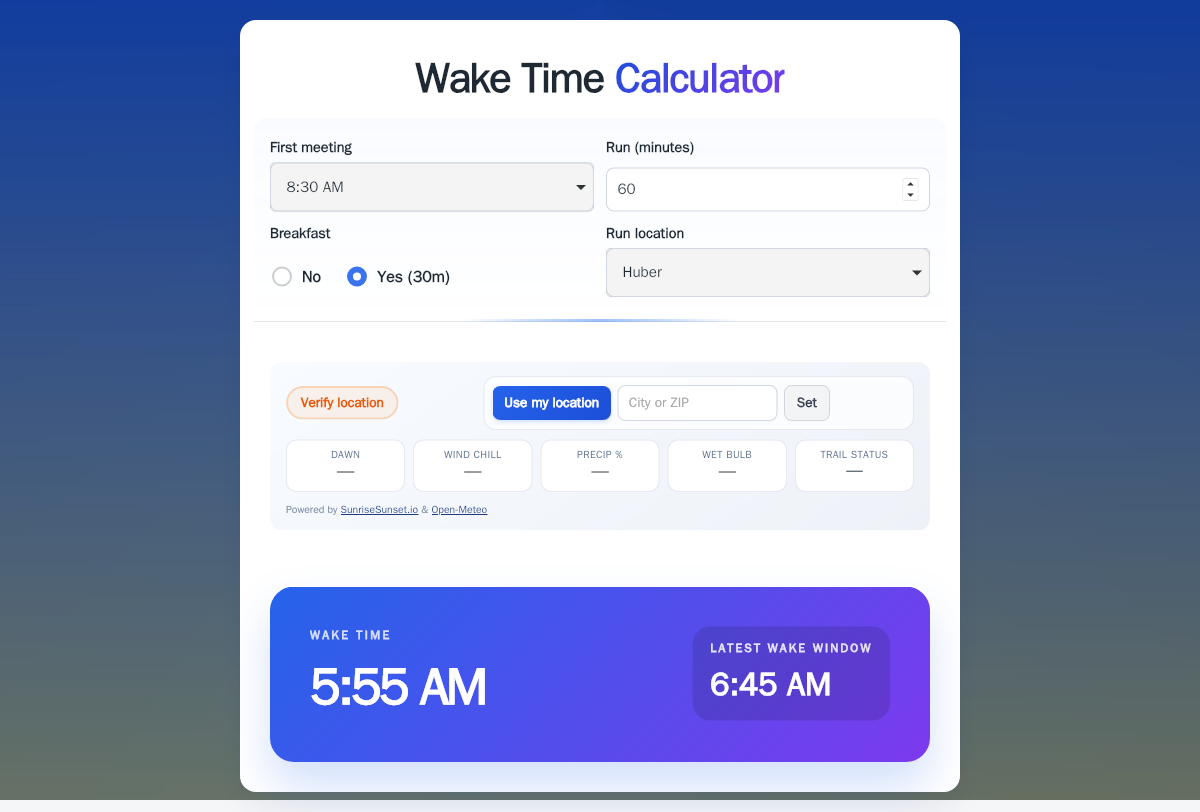 Wake Time Calculator
First meeting
8:30 AM
Run (minutes)
60
Breakfast
No
Yes (30m)
Run location
Huber
Verify location
Use my location
City or ZIP
Set
DAWN
—
WIND CHILL
—
PRECIP %
—
WET BULB
—
TRAIL STATUS
—
Powered by SunriseSunset.io & Open-Meteo
WAKE TIME
5:55 AM
LATEST WAKE WINDOW
6:45 AM